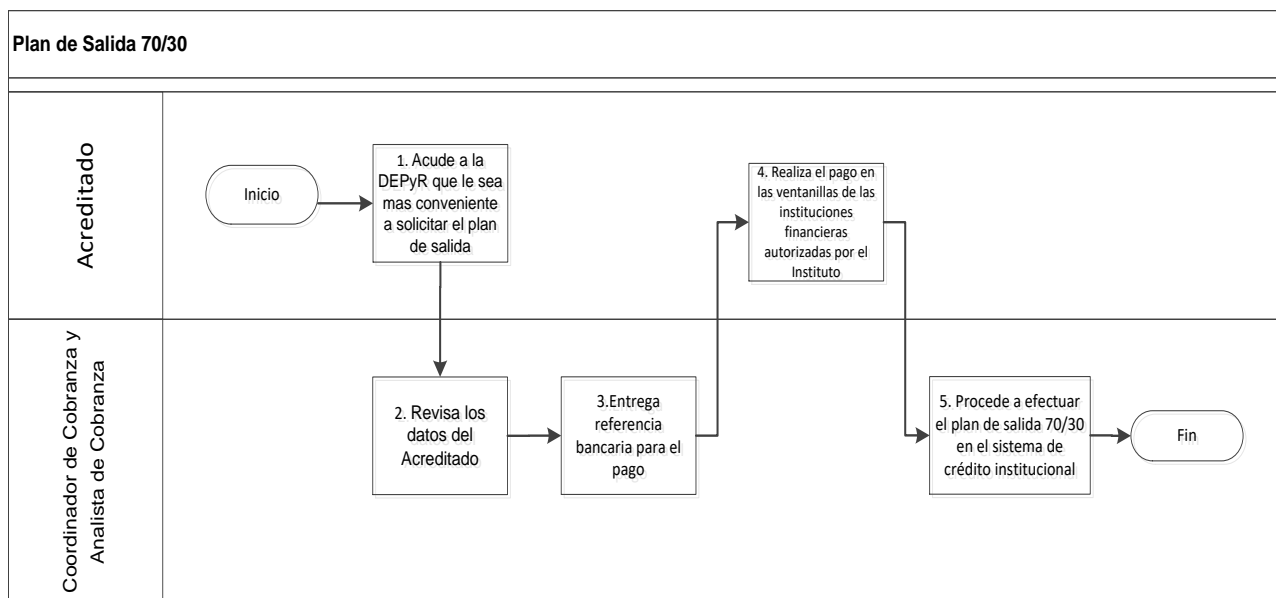 Plan de Salida 70/30
Acreditado
Inicio
1. Acude a la
DEPyR que le sea
mas conveniente
a solicitar el plan
de salida
4. Realiza el pago en
las ventanillas de las
instituciones
financieras
autorizadas por el
Instituto
Coordinador de Cobranza y
Analista de Cobranza
2. Revisa los
datos del
Acreditado
3.Entrega
referencia
bancaria para el
pago
5. Procede a efectuar
el plan de salida 70/30
en el sistema de
crédito institucional
Fin